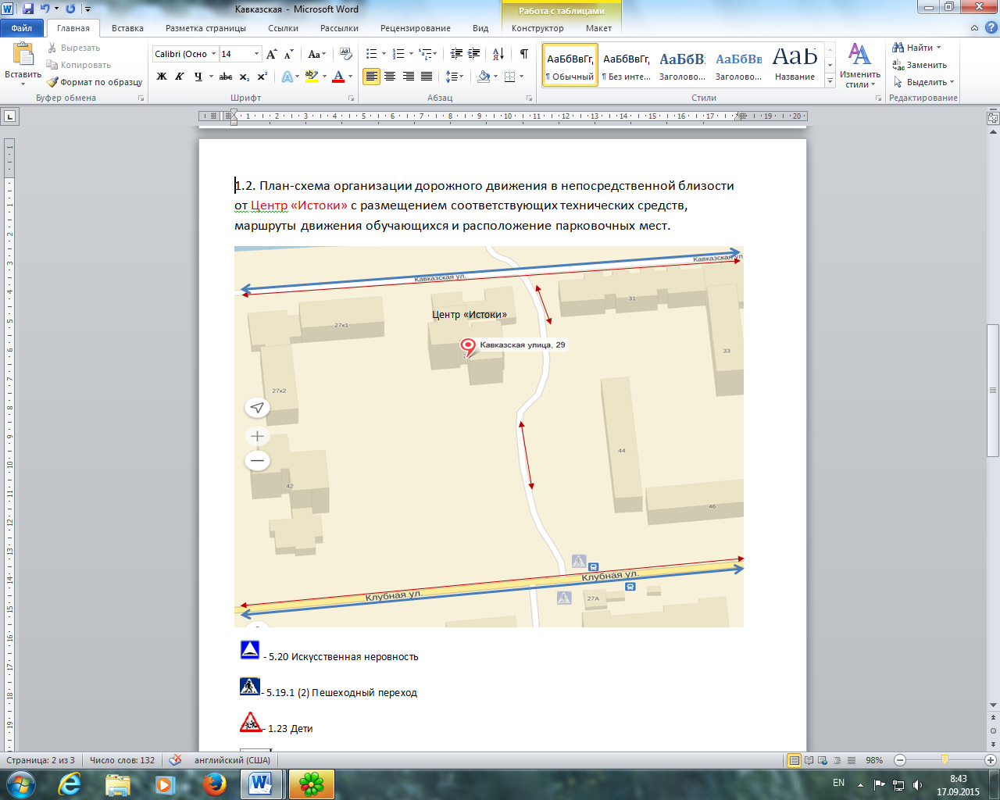 Кавказская - Microsoft Word
Работа с таблицами
Файл Главная Вставка Разметка страницы Ссылки Рассылки Рецензирование Вид Конструктор Макет
Вставить
Вырезать
Копировать
Формат по образцу
Буфер обмена
Calibri (Осно 14
Aa
Ж К Ч abc x₂ x² A ab A
Шрифт
Абзац
АаБбВвГг, АаБбВвГг, АаБбВ АаБбВв АаБ
¶ Обычный ¶ Без инте... Заголово... Заголово... Название
Стили
Изменить стили
Найти
Заменить
Выделить
Редактирование
1 2 3 4 5 6 7 8 9 10 11 12 13 14 15 16 17 19 20
1.2. План-схема организации дорожного движения в непосредственной близости
от Центр «Истоки» с размещением соответствующих технических средств,
маршруты движения обучающихся и расположение парковочных мест.
Кавказская ул.
Кавказская ул.
31
Центр «Истоки»
27к1
Кавказская улица, 29
33
27к2
44
42
46
Клубная ул.
Клубная ул.
27А
- 5.20 Искусственная неровность
- 5.19.1 (2) Пешеходный переход
- 1.23 Дети
Страница: 2 из 3 Число слов: 132 английский (США) 98%
EN
8:43
17.09.2015